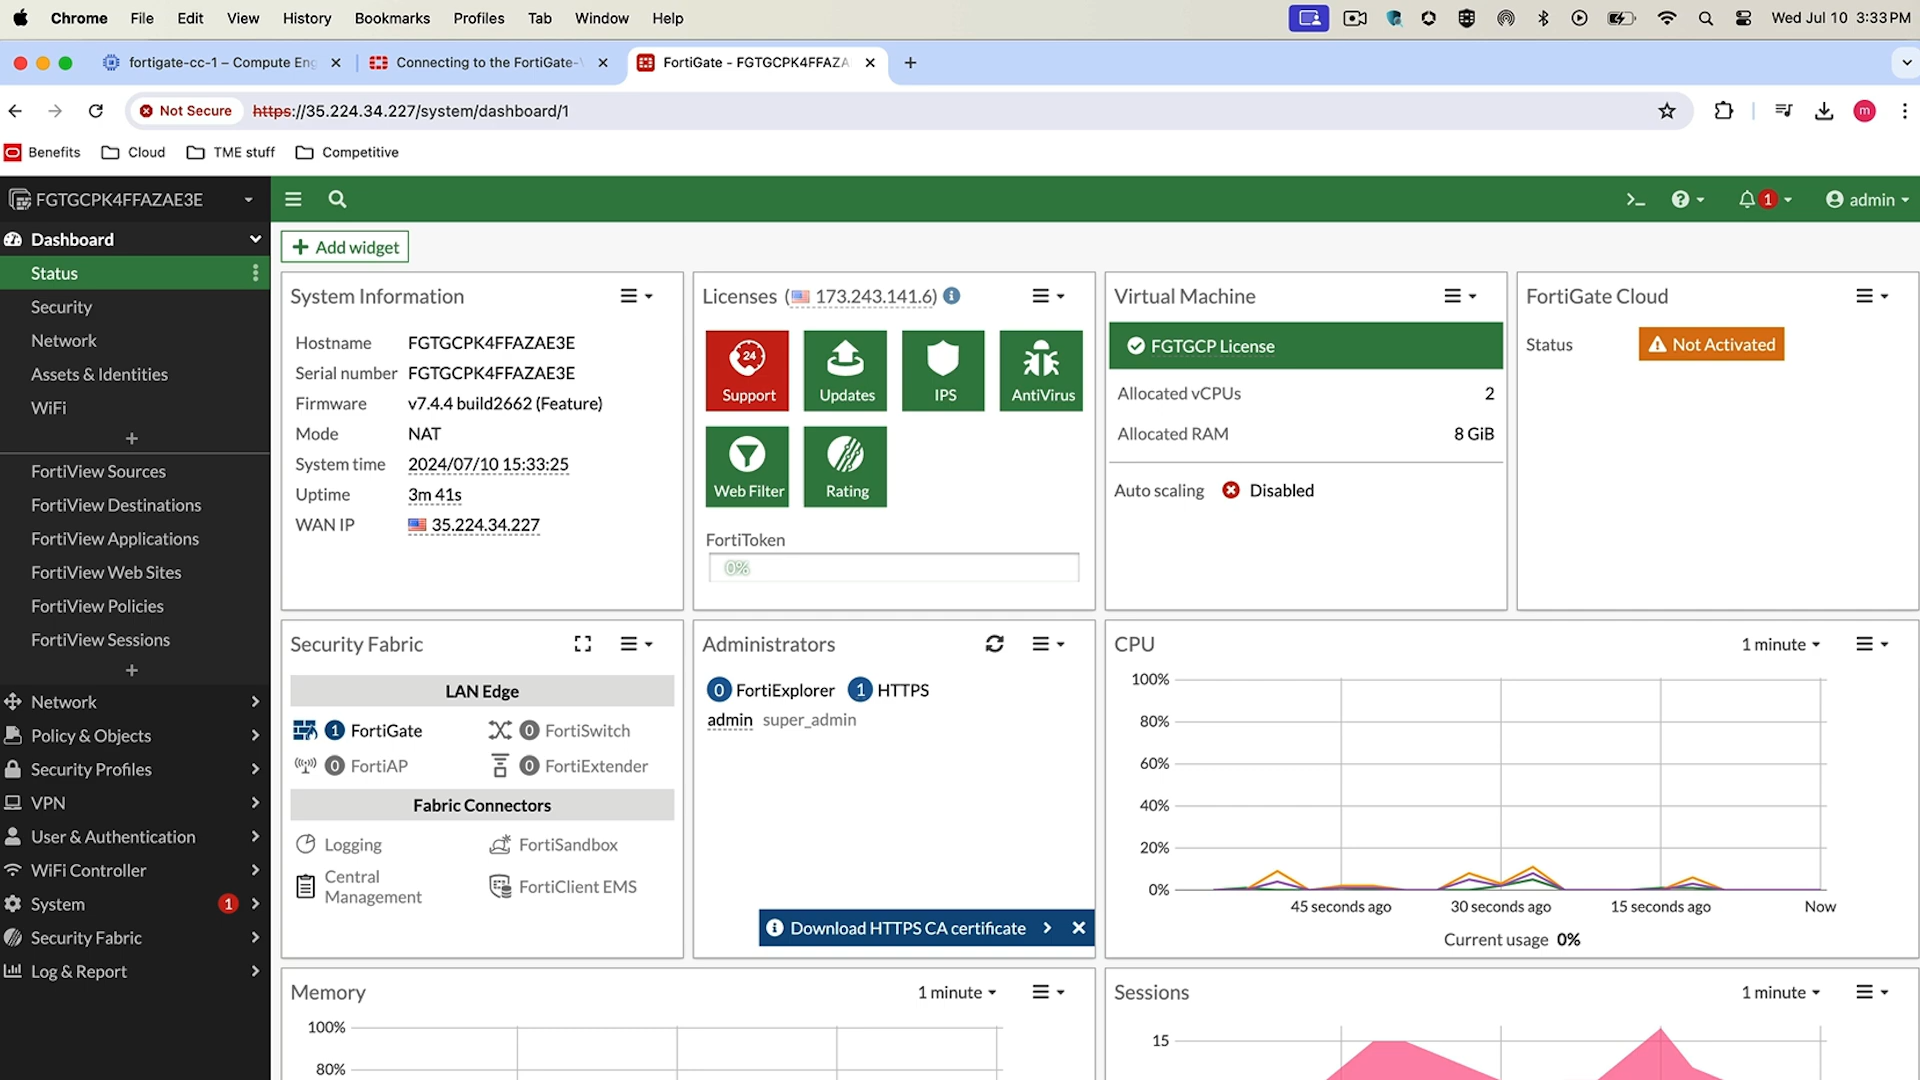 Chrome File Edit View History Bookmarks Profiles Tab Window Help Wed Jul 10 3:33 PM
fortigate-cc-1 – Compute Eng
Connecting to the FortiGate-
FortiGate - FGTGCPK4FFAZA
Not Secure https://35.224.34.227/system/dashboard/1
m
Benefits Cloud TME stuff Competitive
FGTGCPK4FFAZAE3E
1
admin
Dashboard
Status
Security
Network
Assets & Identities
WiFi
+
FortiView Sources
FortiView Destinations
FortiView Applications
FortiView Web Sites
FortiView Policies
FortiView Sessions
+
Network
Policy & Objects
Security Profiles
VPN
User & Authentication
WiFi Controller
System 1
Security Fabric
Log & Report
+ Add widget
System Information
Hostname FGTGCPK4FFAZAE3E
Serial number FGTGCPK4FFAZAE3E
Firmware v7.4.4 build2662 (Feature)
Mode NAT
System time 2024/07/10 15:33:25
Uptime 3m 41s
WAN IP 35.224.34.227
Licenses (173.243.141.6)
24
Support Updates IPS AntiVirus
Web Filter Rating
FortiToken
0%
Virtual Machine
FGTGCP License
Allocated vCPUs 2
Allocated RAM 8 GiB
Auto scaling Disabled
FortiGate Cloud
Status Not Activated
Security Fabric
LAN Edge
1 FortiGate 0 FortiSwitch
0 FortiAP 0 FortiExtender
Fabric Connectors
Logging FortiSandbox
Central
Management
FortiClient EMS
Administrators
0 FortiExplorer 1 HTTPS
admin super_admin
Download HTTPS CA certificate
CPU 1 minute
100%
80%
60%
40%
20%
0%
45 seconds ago 30 seconds ago 15 seconds ago Now
Current usage 0%
Memory 1 minute
100%
80%
Sessions 1 minute
15